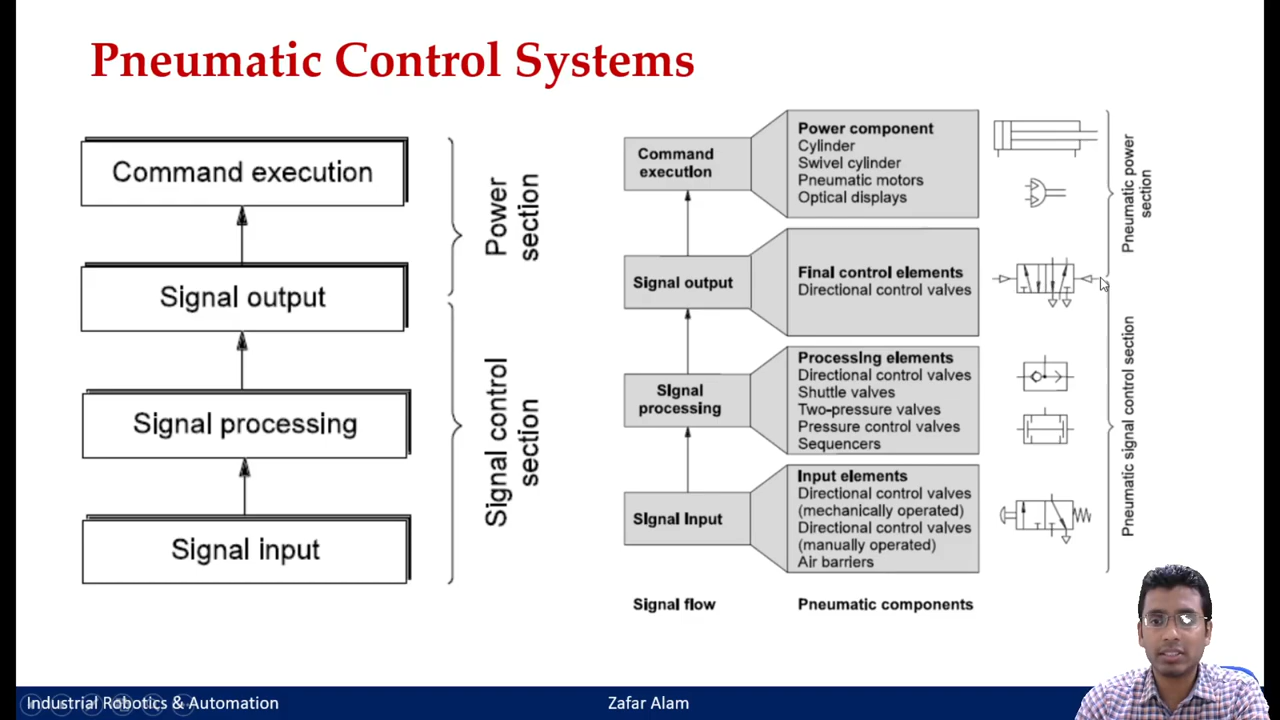 Pneumatic Control Systems
Command execution
Signal output
Signal processing
Signal input
Power
section
Signal control
section
Command
execution
Signal output
Signal
processing
Signal input
Signal flow
Power component
Cylinder
Swivel cylinder
Pneumatic motors
Optical displays
Final control elements
Directional control valves
Processing elements
Directional control valves
Shuttle valves
Two-pressure valves
Pressure control valves
Sequencers
Input elements
Directional control valves
(mechanically operated)
Directional control valves
(manually operated)
Air barriers
Pneumatic components
Pneumatic power
section
Pneumatic signal control section
Industrial Robotics & Automation
Zafar Alam